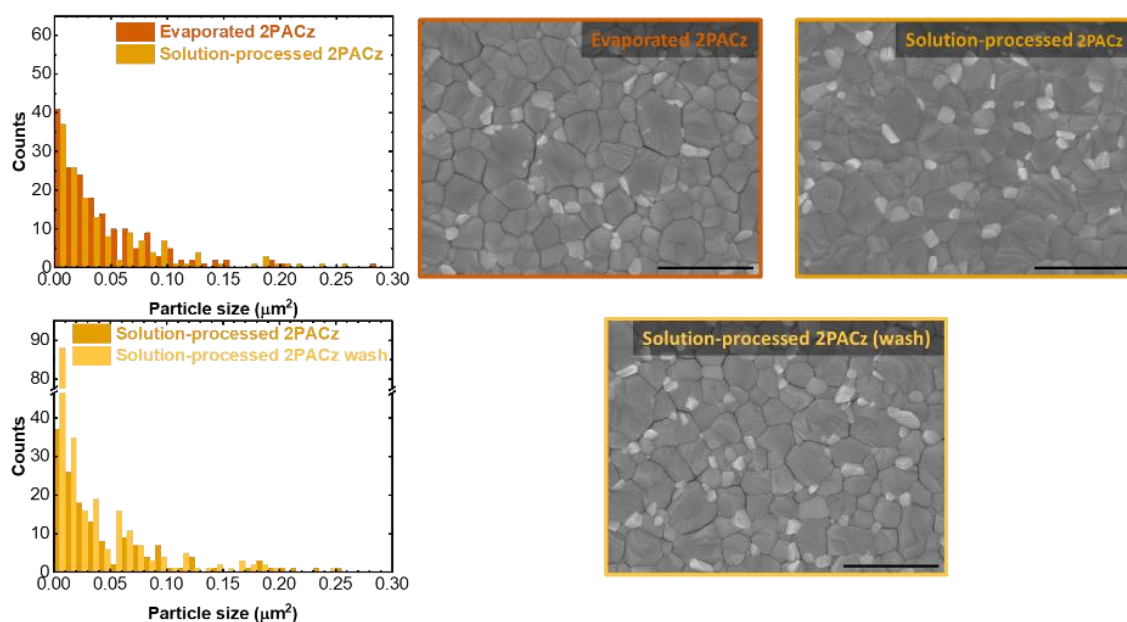 60
50
40
30
20
10
0
Counts
Evaporated 2PACz
Solution-processed 2PACz
0.00 0.05 0.10 0.15 0.20 0.25 0.30
Particle size (μm²)
Evaporated 2PACz
Solution-processed 2PACz
90
80
40
30
20
10
0
Counts
Solution-processed 2PACz
Solution-processed 2PACz wash
0.00 0.05 0.10 0.15 0.20 0.25 0.30
Particle size (μm²)
Solution-processed 2PACz (wash)